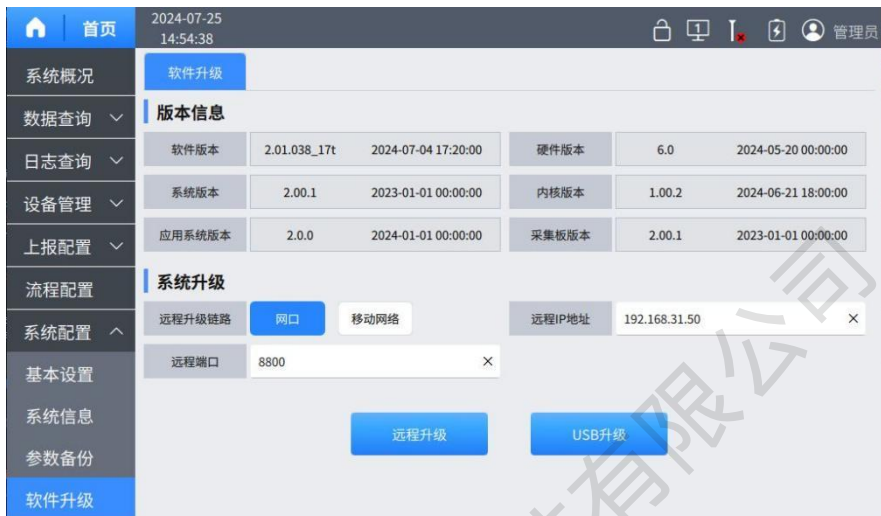 首页
2024-07-25
14:54:38
1
管理员
系统概况
数据查询
日志查询
设备管理
上报配置
流程配置
系统配置
基本设置
系统信息
参数备份
软件升级
软件升级
版本信息
软件版本 2.01.038_17t 2024-07-04 17:20:00 硬件版本 6.0 2024-05-20 00:00:00
系统版本 2.00.1 2023-01-01 00:00:00 内核版本 1.00.2 2024-06-21 18:00:00
应用系统版本 2.0.0 2024-01-01 00:00:00 采集板版本 2.00.1 2023-01-01 00:00:00
系统升级
远程升级链路 网口 移动网络 远程IP地址 192.168.31.50
远程端口 8800
远程升级 USB升级
有限公司